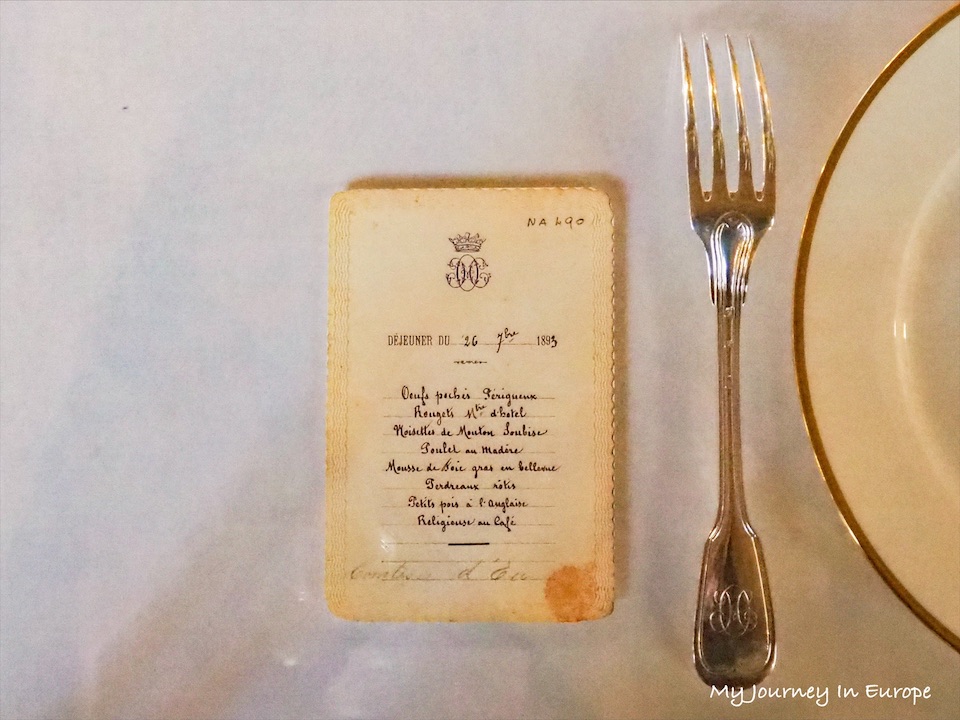 NA 490
DÉJEUNER DU 26 7bre 1893
Oeufs pochés Périgueux
Rougets Mtre d'hotel
Noisettes de Mouton Soubise
Poulet au Madère
Mousse de Foie gras en bellevue
Perdreaux rôtis
Petits pois à l'Anglaise
Religieuse au Café
Comtesse d'Eu
My Journey In Europe